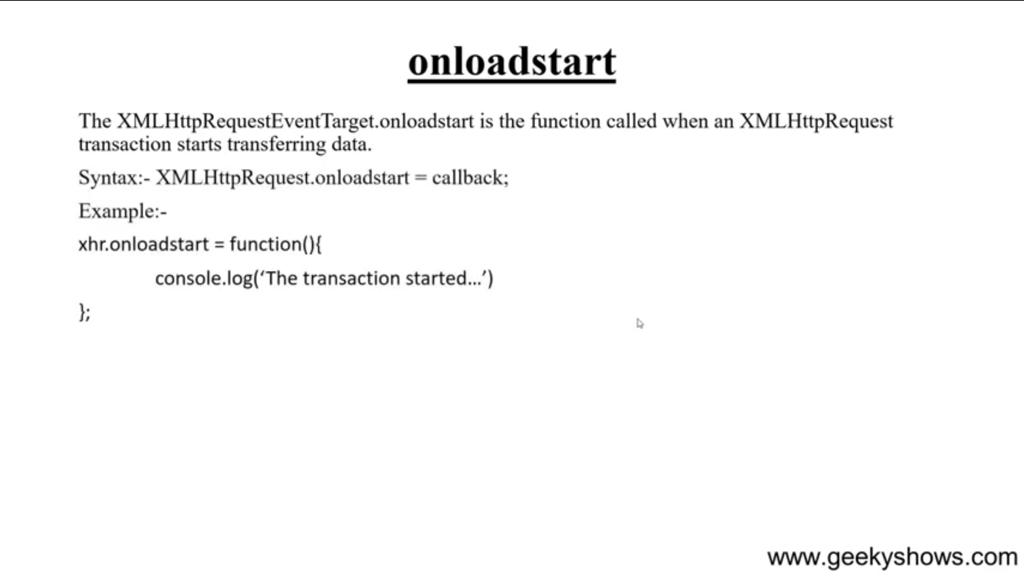 onloadstart
The XMLHttpRequestEventTarget.onloadstart is the function called when an XMLHttpRequest
transaction starts transferring data.
Syntax:- XMLHttpRequest.onloadstart = callback;
Example:-
xhr.onloadstart = function(){
console.log(‘The transaction started…’)
};
www.geekyshows.com